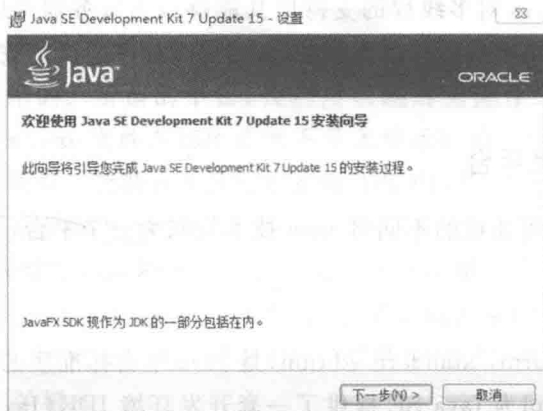 Java SE Development Kit 7 Update 15 - 设置
Java
ORACLE
欢迎使用 Java SE Development Kit 7 Update 15 安装向导
此向导将引导您完成 Java SE Development Kit 7 Update 15 的安装过程。
JavaFX SDK 现作为 JDK 的一部分包括在内。
下一步(N) >
取消